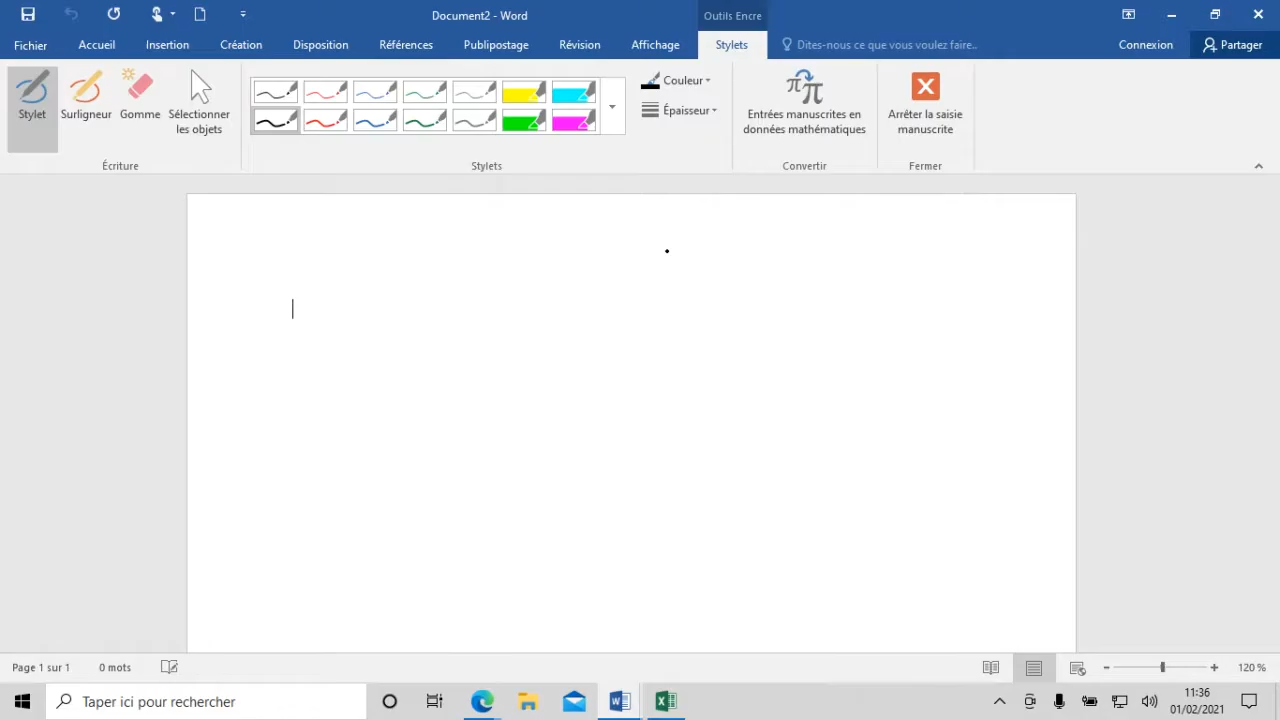 Document2 - Word
Outils Encre
Fichier
Accueil
Insertion
Création
Disposition
Références
Publipostage
Révision
Affichage
Stylets
Dites-nous ce que vous voulez faire...
Connexion
Partager
Stylet
Surligneur
Gomme
Sélectionner les objets
Couleur
Épaisseur
Entrées manuscrites en données mathématiques
Arrêter la saisie manuscrite
Écriture
Stylets
Convertir
Fermer
Page 1 sur 1
0 mots
120 %
Taper ici pour rechercher
11:36
01/02/2021